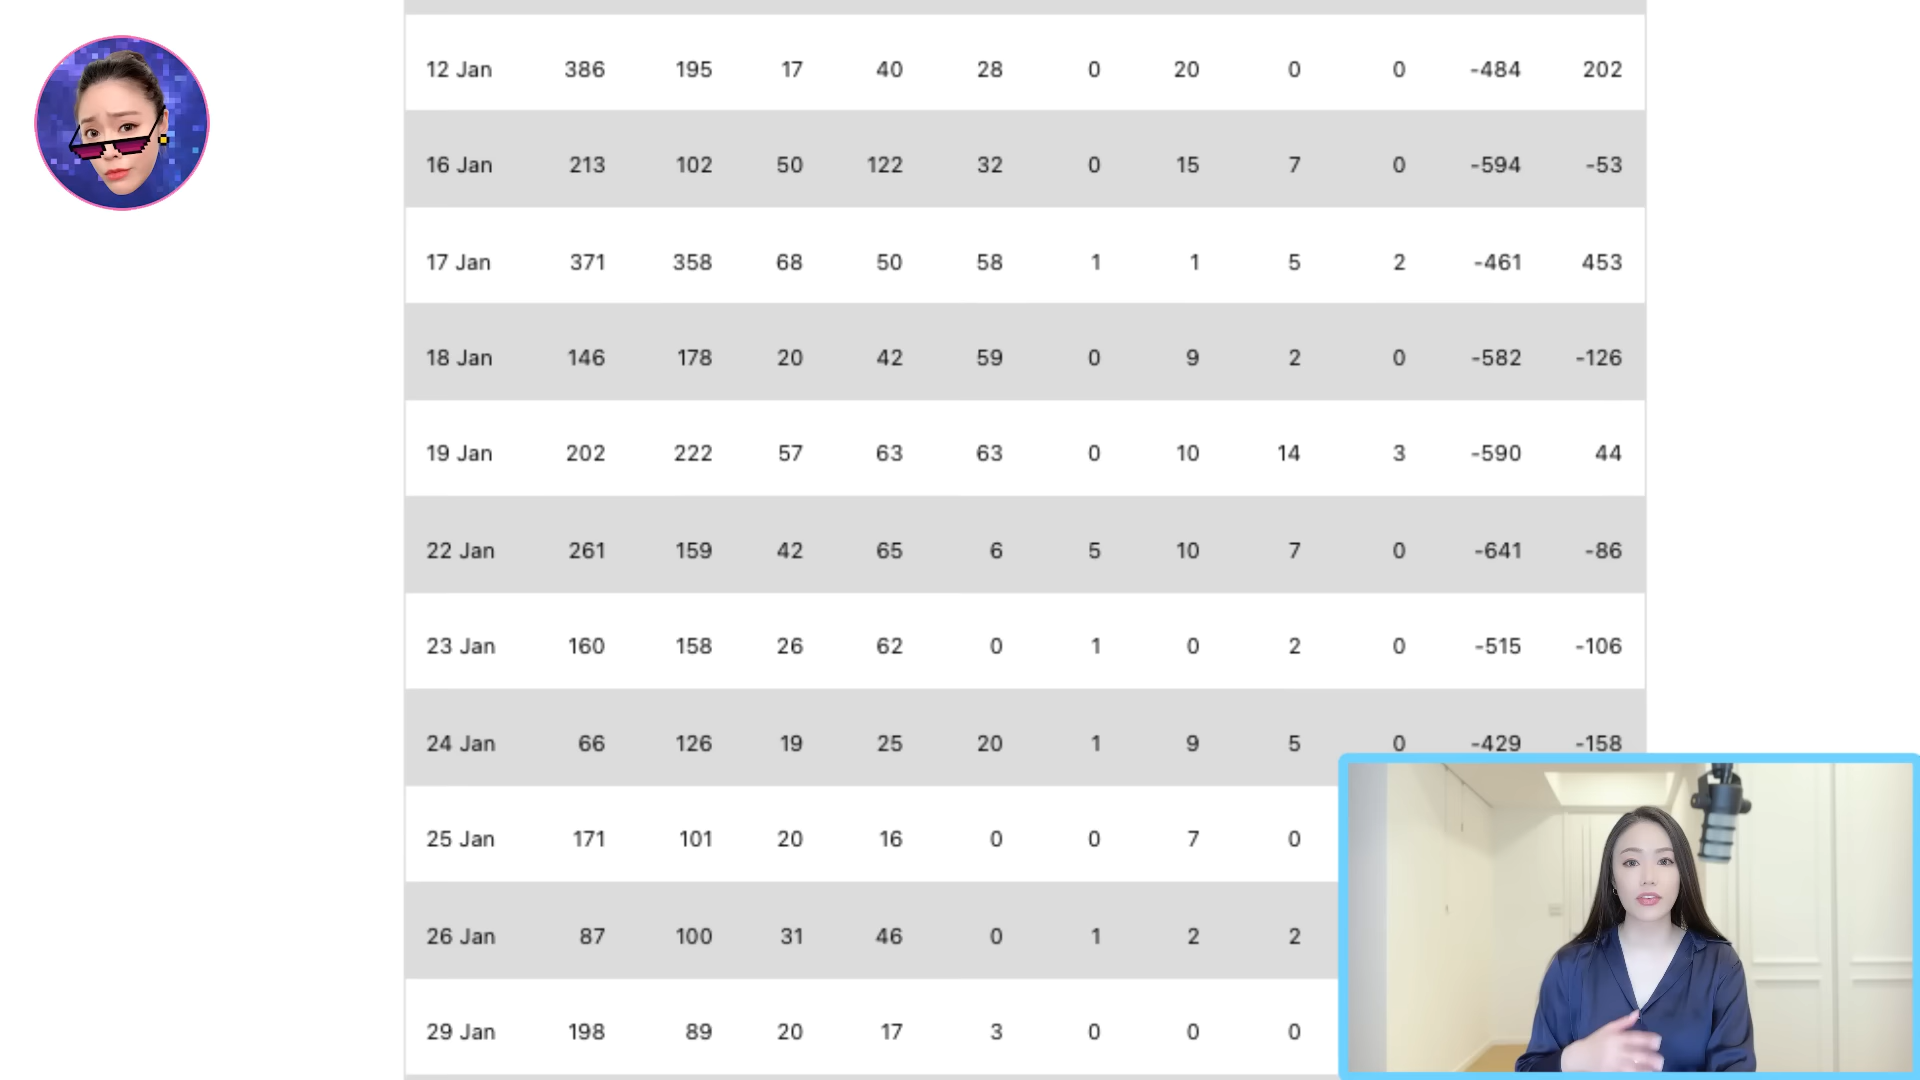 12 Jan 386 195 17 40 28 0 20 0 0 -484 202
16 Jan 213 102 50 122 32 0 15 7 0 -594 -53
17 Jan 371 358 68 50 58 1 1 5 2 -461 453
18 Jan 146 178 20 42 59 0 9 2 0 -582 -126
19 Jan 202 222 57 63 63 0 10 14 3 -590 44
22 Jan 261 159 42 65 6 5 10 7 0 -641 -86
23 Jan 160 158 26 62 0 1 0 2 0 -515 -106
24 Jan 66 126 19 25 20 1 9 5 0 -429 -158
25 Jan 171 101 20 16 0 0 7 0
26 Jan 87 100 31 46 0 1 2 2
29 Jan 198 89 20 17 3 0 0 0